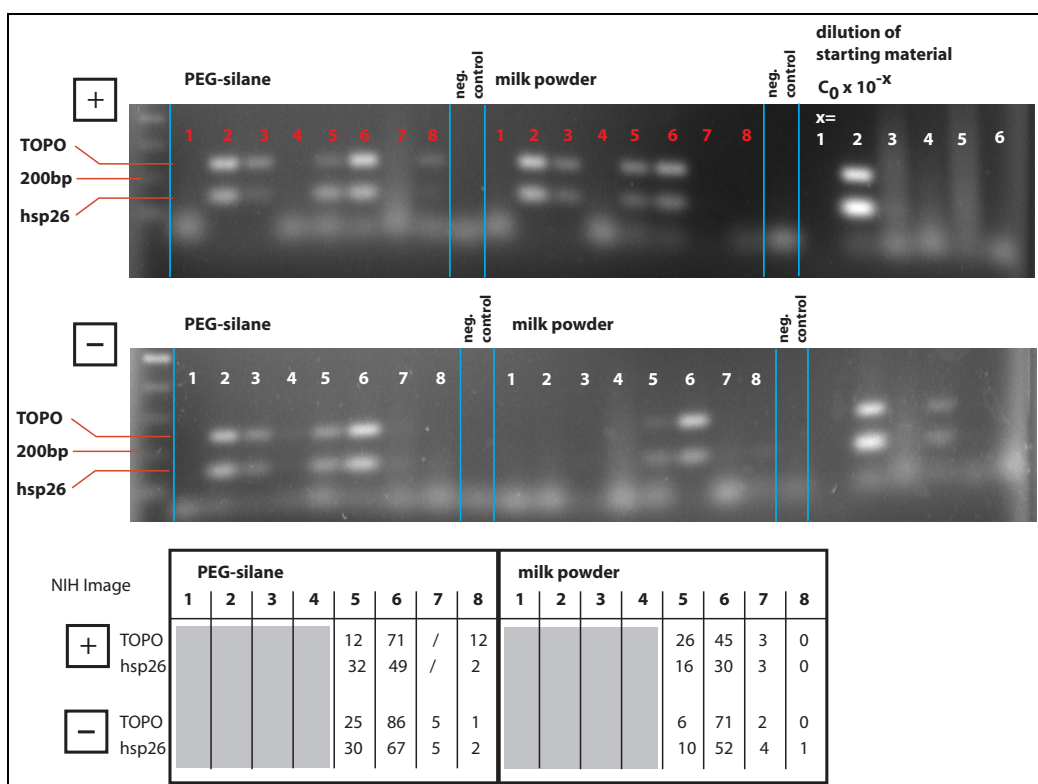 dilution of
starting material
C0 x 10-x
PEG-silane
neg.
control
milk powder
neg.
control
+
x=
1 2 3 4 5 6 7 8 1 2 3 4 5 6 7 8 1 2 3 4 5 6
TOPO
200bp
hsp26
PEG-silane
neg.
control
milk powder
neg.
control
−
1 2 3 4 5 6 7 8 1 2 3 4 5 6 7 8
TOPO
200bp
hsp26
NIH Image
PEG-silane milk powder
1 2 3 4 5 6 7 8 1 2 3 4 5 6 7 8
+
TOPO 12 71 / 12 26 45 3 0
hsp26 32 49 / 2 16 30 3 0
−
TOPO 25 86 5 1 6 71 2 0
hsp26 30 67 5 2 10 52 4 1